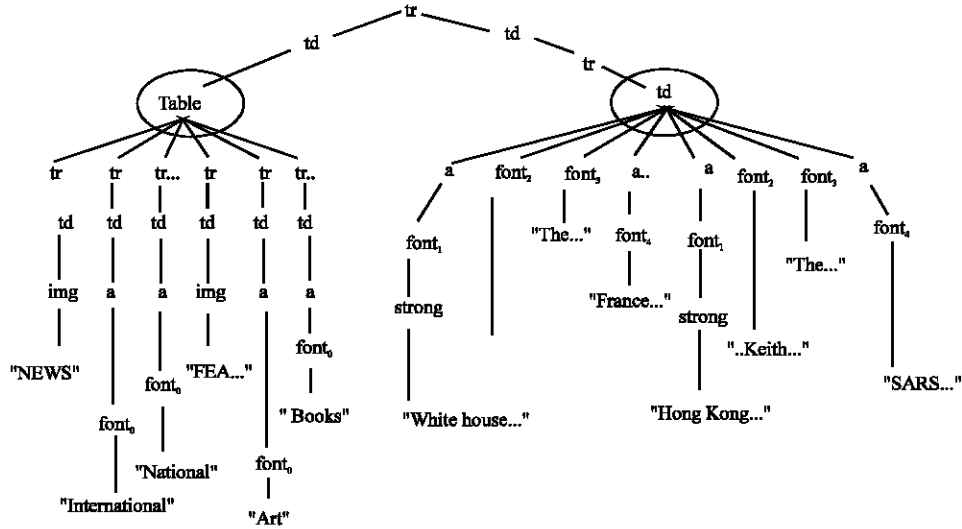 tr
td td
tr
Table td
tr tr tr... tr tr tr.. a font₂ font₃ a.. a font₂ font₃ a
td td td td td td font₁ "The..." font₄ font₁ "The..." font₄
img a a img a a strong "France..." strong
font₀ "..Keith..."
"NEWS" font₀ "FEA..." "SARS..."
font₀ " Books" "White house..." "Hong Kong..."
"National" font₀
"International" "Art"